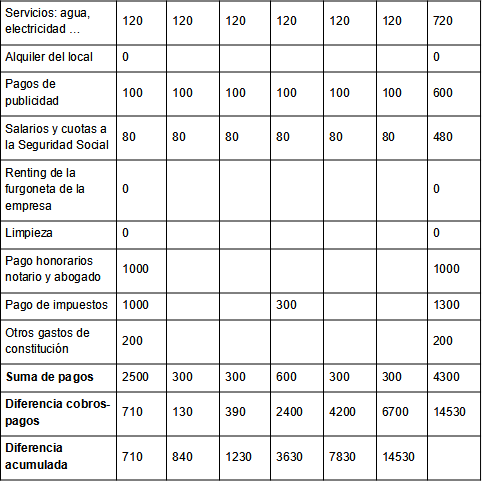 Servicios: agua,
electricidad ...
120 120 120 120 120 120 720
Alquiler del local 0 0
Pagos de
publicidad
100 100 100 100 100 100 600
Salarios y cuotas a
la Seguridad Social
80 80 80 80 80 80 480
Renting de la
furgoneta de la
empresa
0 0
Limpieza 0 0
Pago honorarios
notario y abogado
1000 1000
Pago de impuestos 1000 300 1300
Otros gastos de
constitución
200 200
Suma de pagos 2500 300 300 600 300 300 4300
Diferencia cobros-
pagos
710 130 390 2400 4200 6700 14530
Diferencia
acumulada
710 840 1230 3630 7830 14530